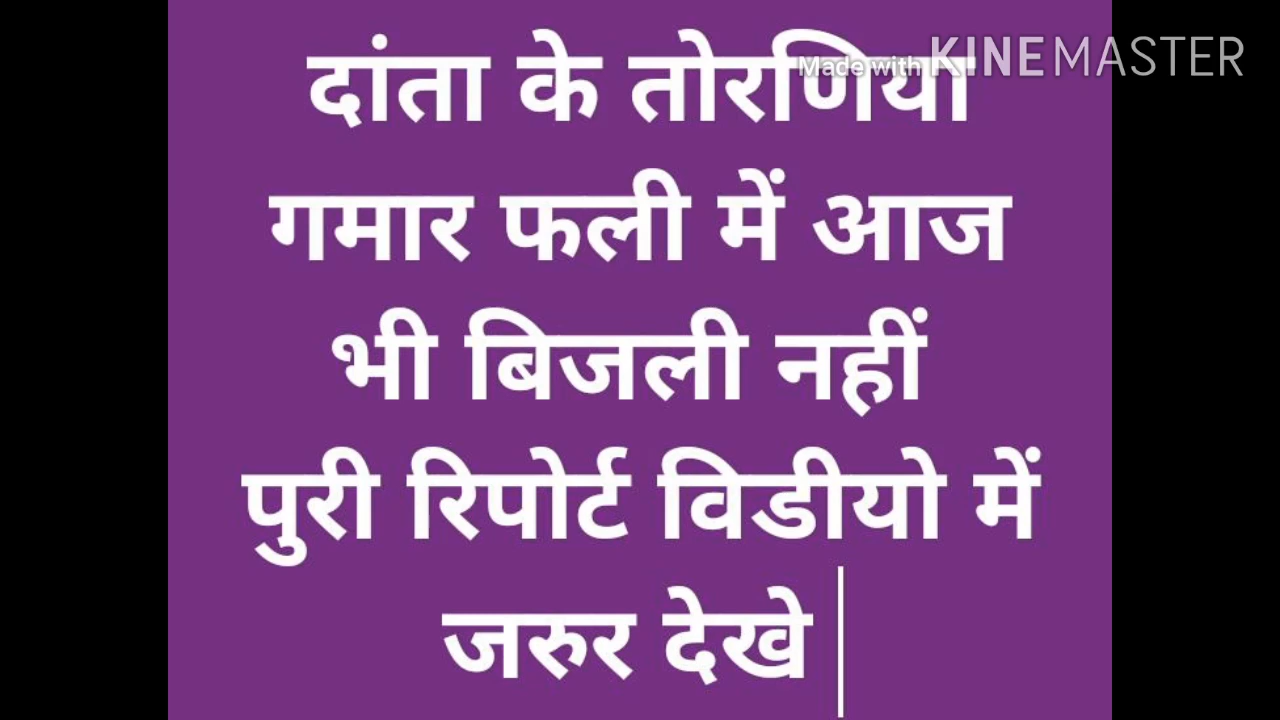 दांता के तोरणिया
Made with KINEMASTER
गमार फली में आज
भी बिजली नहीं
पुरी रिपोर्ट विडीयो में
जरुर देखे